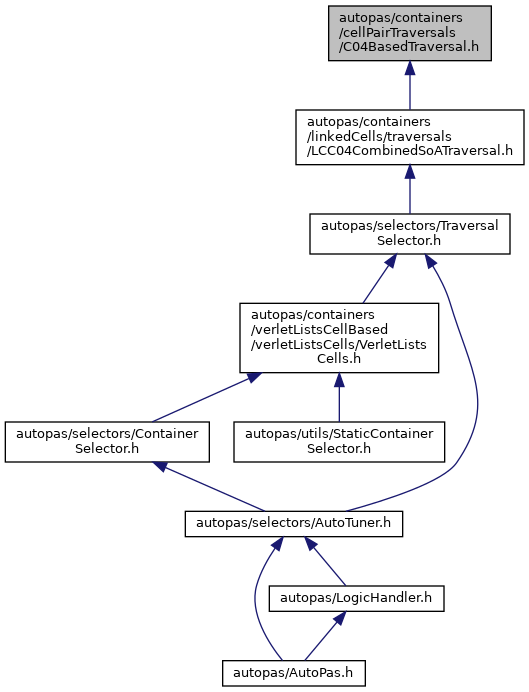 autopas/containers
/cellPairTraversals
/C04BasedTraversal.h
autopas/containers
/linkedCells/traversals
/LCC04CombinedSoATraversal.h
autopas/selectors/Traversal
Selector.h
autopas/containers
/verletListsCellBased
/verletListsCells/VerletLists
Cells.h
autopas/selectors/Container
Selector.h
autopas/utils/StaticContainer
Selector.h
autopas/selectors/AutoTuner.h
autopas/LogicHandler.h
autopas/AutoPas.h